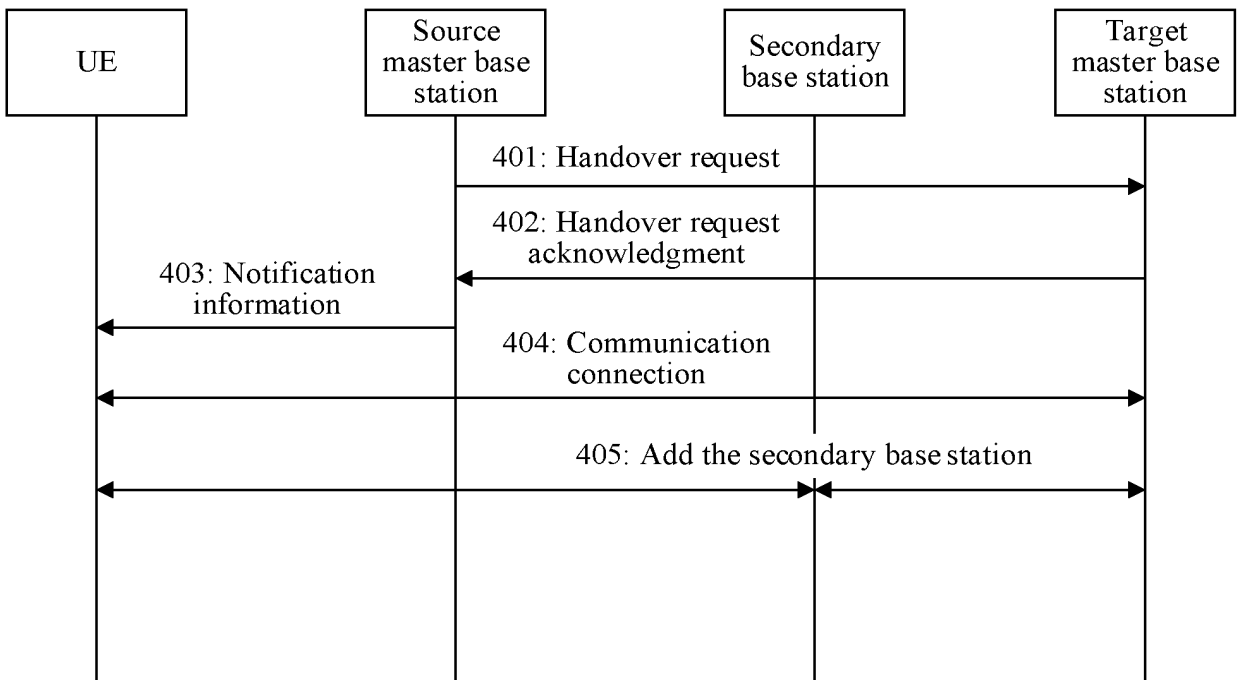 UE
Source
master base
station
Secondary
base station
Target
master base
station
401: Handover request
402: Handover request
acknowledgment
403: Notification
information
404: Communication
connection
405: Add the secondary base station